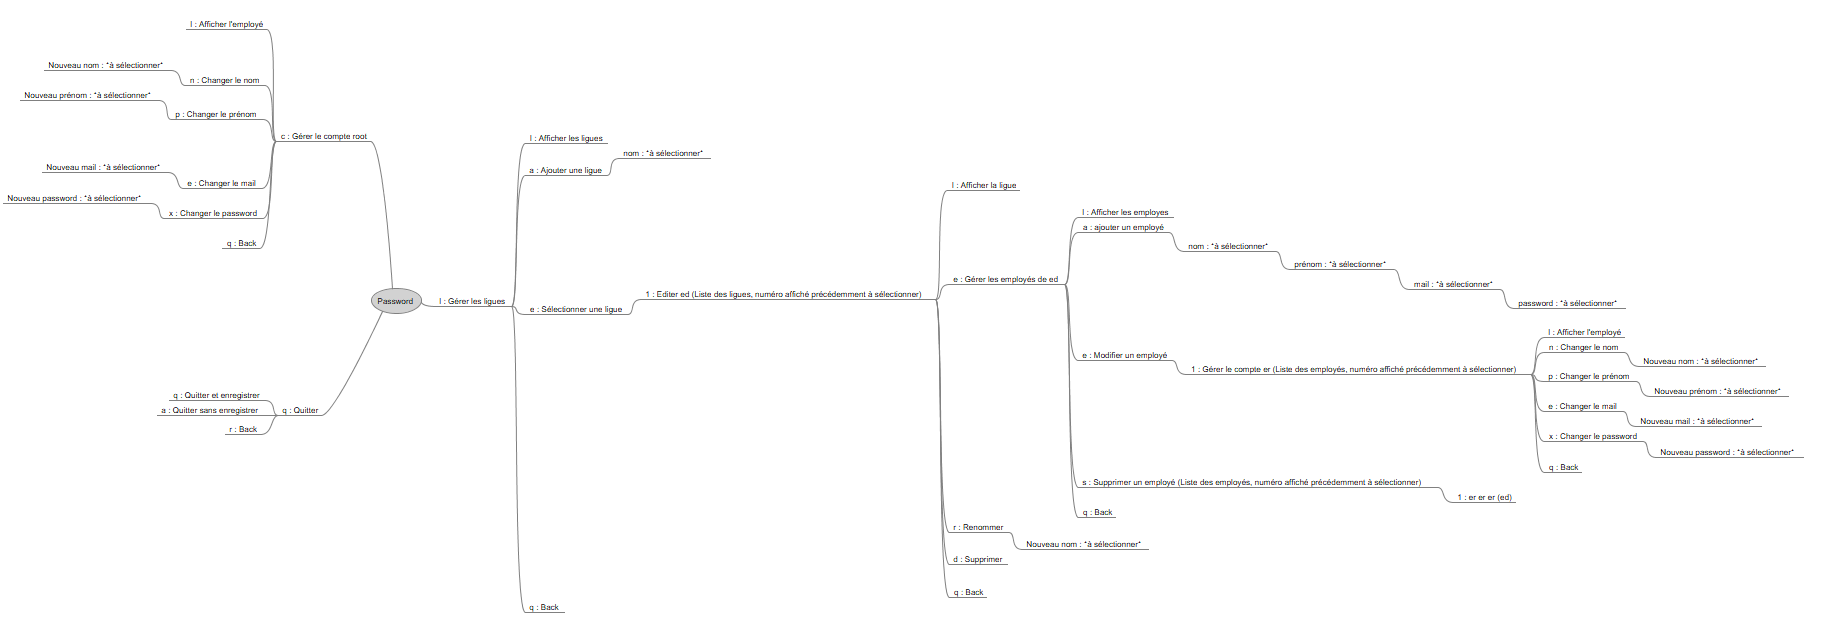 Password
c : Gérer le compte root
l : Afficher l'employé
n : Changer le nom
Nouveau nom : *à sélectionner*
p : Changer le prénom
Nouveau prénom : *à sélectionner*
e : Changer le mail
Nouveau mail : *à sélectionner*
x : Changer le password
Nouveau password : *à sélectionner*
q : Back
l : Gérer les ligues
l : Afficher les ligues
a : Ajouter une ligue
nom : *à sélectionner*
e : Sélectionner une ligue
1 : Editer ed (Liste des ligues, numéro affiché précédemment à sélectionner)
l : Afficher la ligue
e : Gérer les employés de ed
l : Afficher les employes
a : ajouter un employé
nom : *à sélectionner*
prénom : *à sélectionner*
mail : *à sélectionner*
password : *à sélectionner*
e : Modifier un employé
1 : Gérer le compte er (Liste des employés, numéro affiché précédemment à sélectionner)
l : Afficher l'employé
n : Changer le nom
Nouveau nom : *à sélectionner*
p : Changer le prénom
Nouveau prénom : *à sélectionner*
e : Changer le mail
Nouveau mail : *à sélectionner*
x : Changer le password
Nouveau password : *à sélectionner*
q : Back
s : Supprimer un employé (Liste des employés, numéro affiché précédemment à sélectionner)
1 : er er er (ed)
q : Back
r : Renommer
Nouveau nom : *à sélectionner*
d : Supprimer
q : Back
q : Back
q : Quitter
q : Quitter et enregistrer
a : Quitter sans enregistrer
r : Back